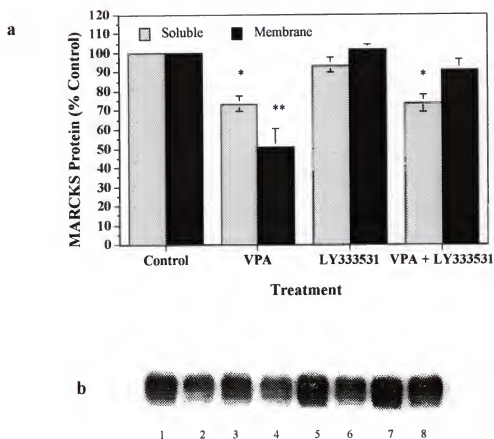 a
120
110
100
90
80
70
60
50
40
30
20
10
0
MARCKS Protein (% Control)
Soluble Membrane
* ** *
Control VPA LY333531 VPA + LY333531
Treatment
b
1 2 3 4 5 6 7 8